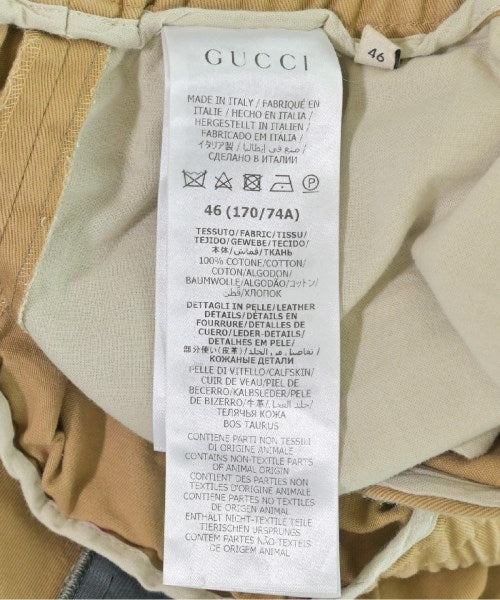 GUCCI
46
MADE IN ITALY / FABRIQUÉ EN
ITALIE / HECHO EN ITALIA /
HERGESTELLT IN ITALIEN /
FABRICADO EM ITALIA /
イタリア製 / صنع في إيطاليا /
СДЕЛАНО В ИТАЛИИ
46 (170/74A)
TESSUTO/FABRIC/TISSU/
TEJIDO/GEWEBE/TECIDO/
本体/قماش/ТКАНЬ
100% COTONE/COTTON/
COTON/ALGODON/
BAUMWOLLE/ALGODÃO/コットン/
قطن/ХЛОПОК
DETTAGLI IN PELLE/LEATHER
DETAILS/DÉTAILS EN
FOURRURE/DETALLES DE
CUERO/LEDER-DETAILS/
DETALHES EM PELE/
部分使い(皮革)/تفاصيل من الجلد/
КОЖАНЫЕ ДЕТАЛИ
PELLE DI VITELLO/CALFSKIN/
CUIR DE VEAU/PIEL DE
BECERRO/KALBSLEDER/PELE
DE BEZERRO/牛革/جلد العجل/
ТЕЛЯЧЬЯ КОЖА
BOS TAURUS
CONTIENE PARTI NON TESSILI
DI ORIGINE ANIMALE
CONTAINS NON-TEXTILE PARTS
OF ANIMAL ORIGIN
CONTIENT DES PARTIES NON
TEXTILES D'ORIGINE ANIMALE
CONTIENE PARTES NO TEXTILES
DE ORIGEN ANIMAL
ENTHÄLT NICHT-TEXTILE TEILE
TIERISCHEN URSPRUNGS
CONTÉM PARTES NÃO-TÊXTEIS
DE ORIGEM ANIMAL